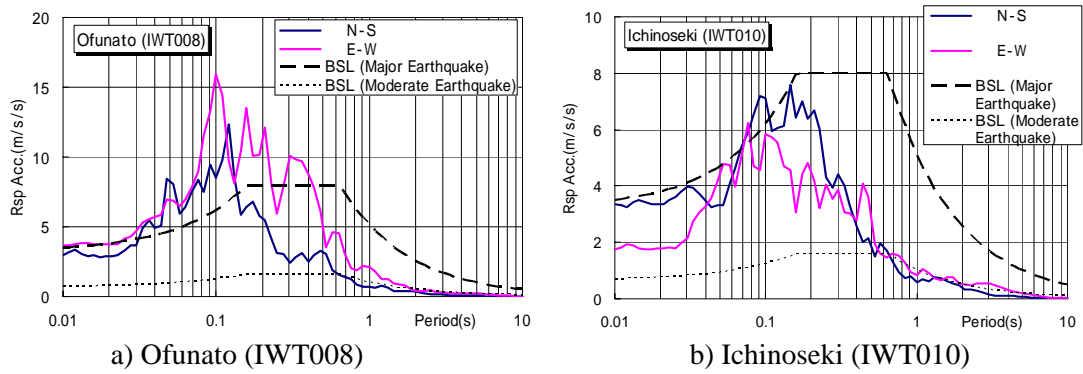 Ofunato (IWT008)
N-S
E-W
BSL (Major Earthquake)
BSL (Moderate Earthquake)
Rsp Acc.(m/s/s)
20
15
10
5
0
0.01
0.1
1
Period(s)
10
a) Ofunato (IWT008)
Ichinoseki (IWT010)
N-S
E-W
BSL (Major
Earthquake)
BSL (Moderate
Earthquake)
Rsp Acc.(m/s/s)
10
8
6
4
2
0
0.01
0.1
1
Period(s)
10
b) Ichinoseki (IWT010)